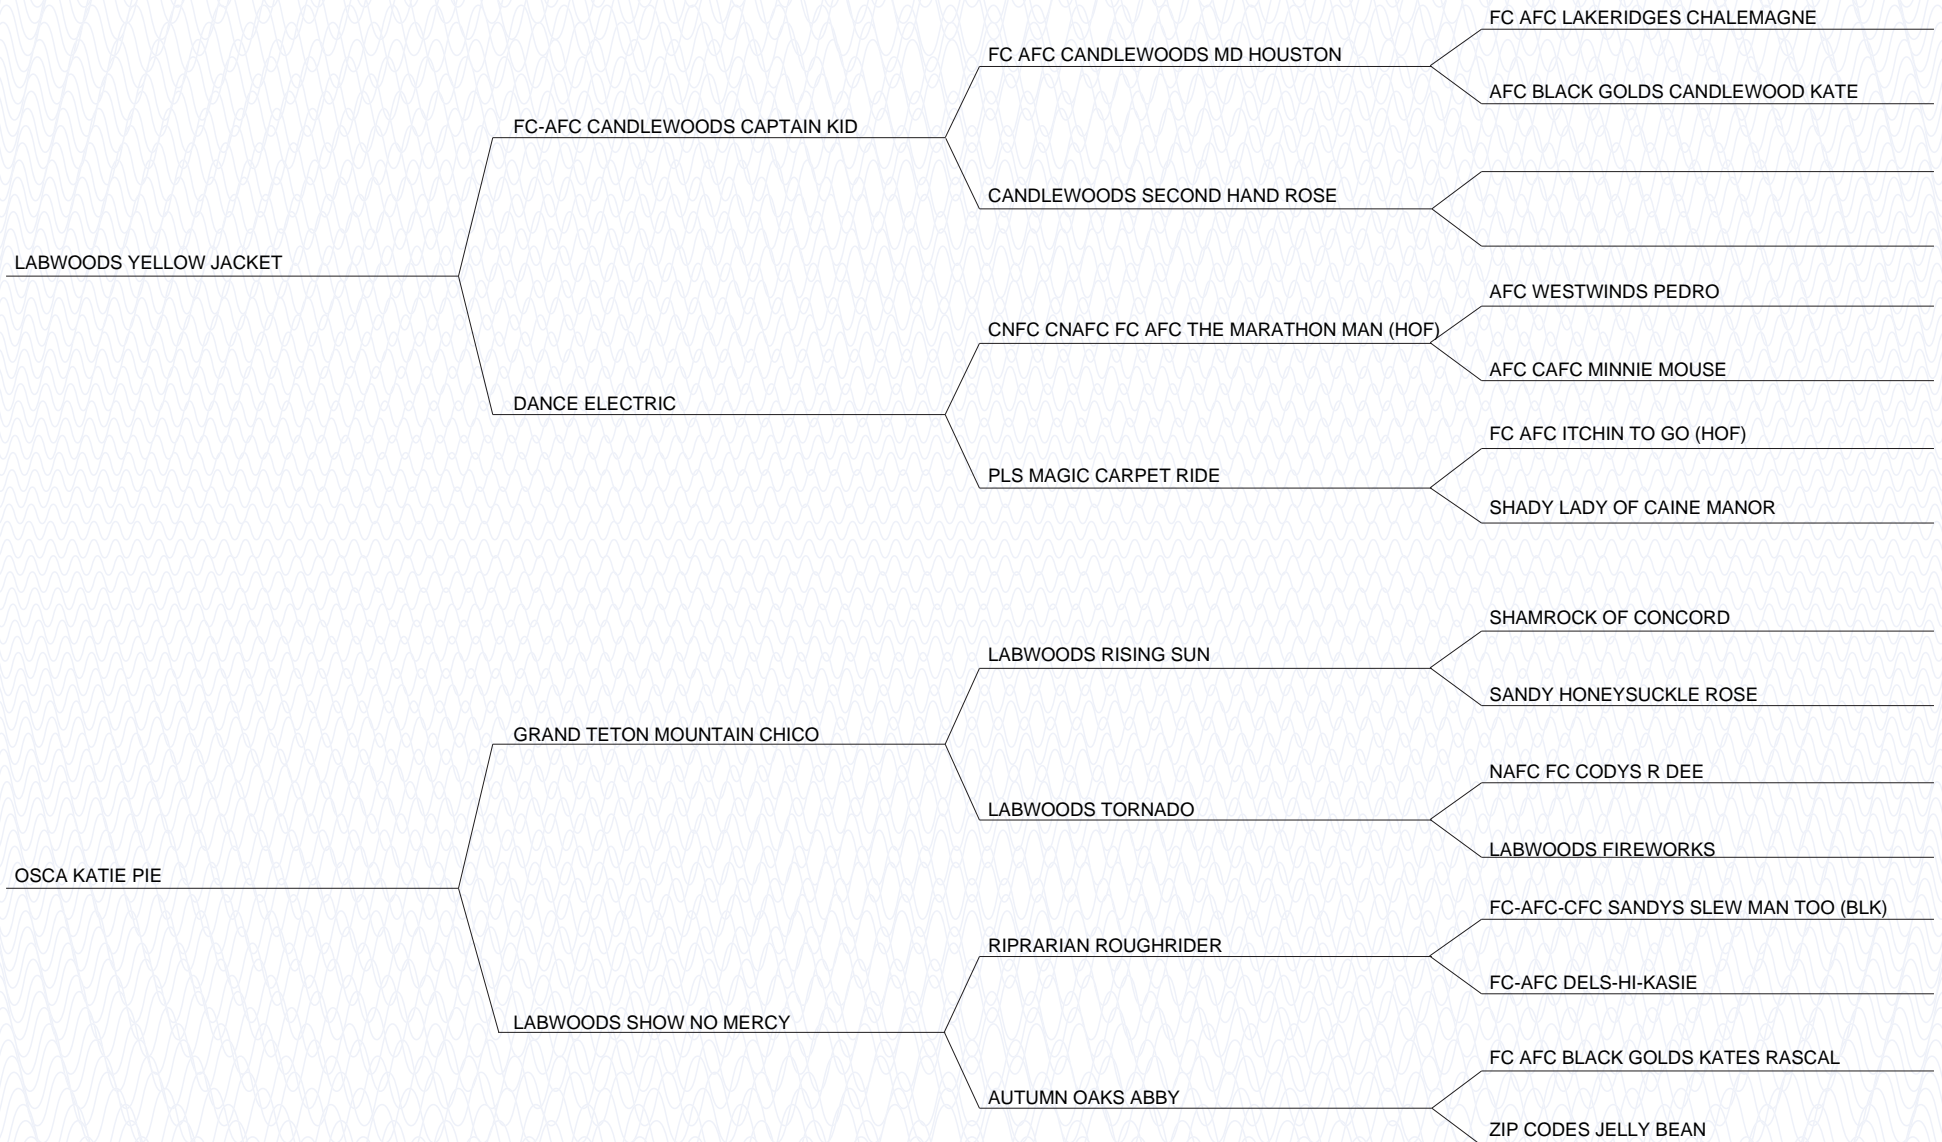 FC AFC LAKERIDGES CHALEMAGNE
FC AFC CANDLEWOODS MD HOUSTON
AFC BLACK GOLDS CANDLEWOOD KATE
FC-AFC CANDLEWOODS CAPTAIN KID
CANDLEWOODS SECOND HAND ROSE
LABWOODS YELLOW JACKET
AFC WESTWINDS PEDRO
CNFC CNAFC FC AFC THE MARATHON MAN (HOF)
AFC CAFC MINNIE MOUSE
DANCE ELECTRIC
FC AFC ITCHIN TO GO (HOF)
PLS MAGIC CARPET RIDE
SHADY LADY OF CAINE MANOR
SHAMROCK OF CONCORD
LABWOODS RISING SUN
SANDY HONEYSUCKLE ROSE
GRAND TETON MOUNTAIN CHICO
NAFC FC CODYS R DEE
LABWOODS TORNADO
LABWOODS FIREWORKS
OSCA KATIE PIE
FC-AFC-CFC SANDYS SLEW MAN TOO (BLK)
RIPRARIAN ROUGHRIDER
FC-AFC DELS-HI-KASIE
LABWOODS SHOW NO MERCY
FC AFC BLACK GOLDS KATES RASCAL
AUTUMN OAKS ABBY
ZIP CODES JELLY BEAN